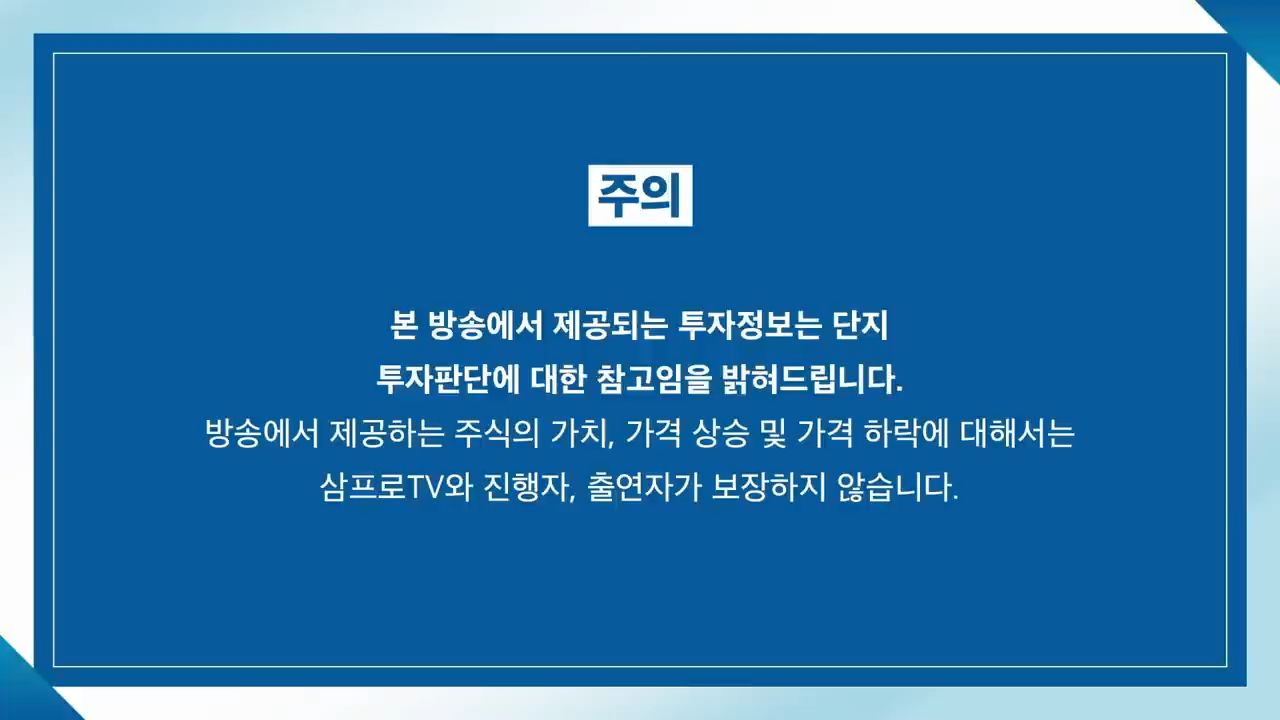 주의
본 방송에서 제공되는 투자정보는 단지
투자판단에 대한 참고임을 밝혀드립니다.
방송에서 제공하는 주식의 가치, 가격 상승 및 가격 하락에 대해서는
삼프로TV와 진행자, 출연자가 보장하지 않습니다.